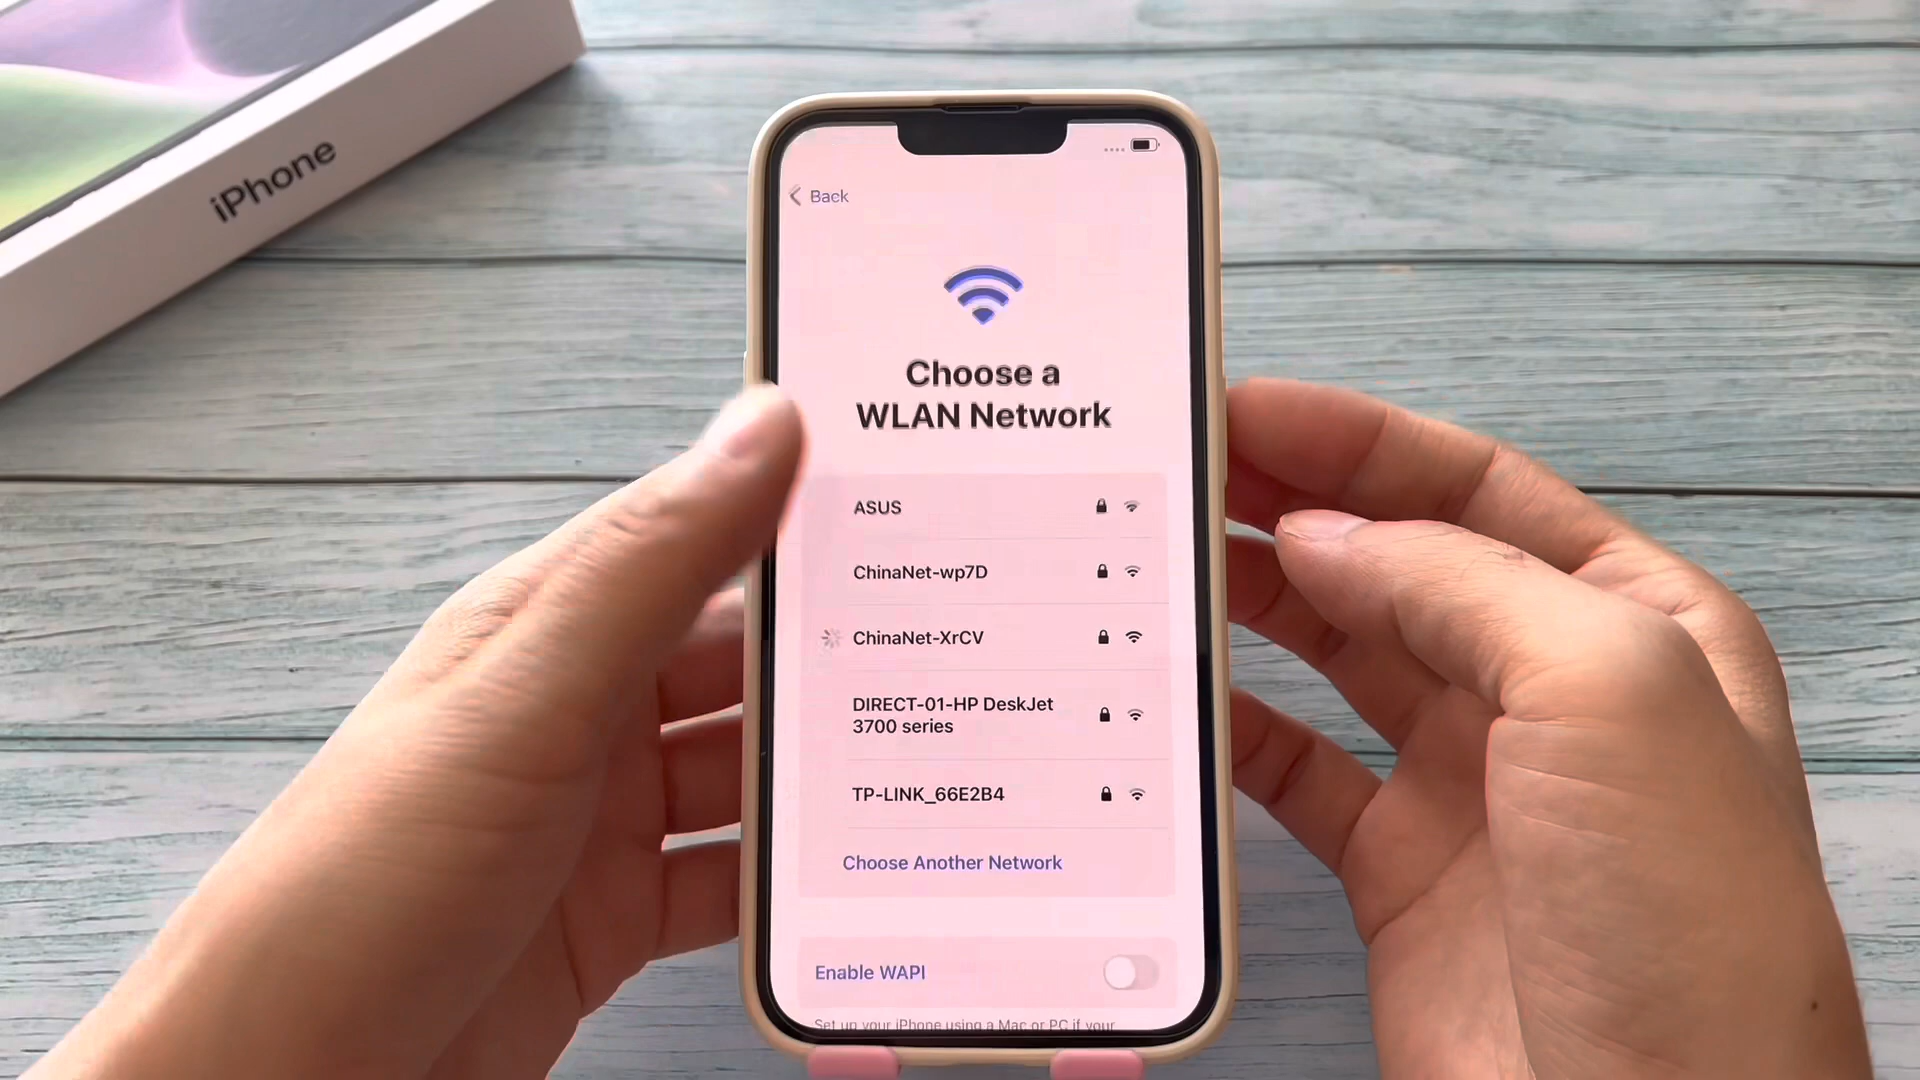 iPhone
Back
Choose a
WLAN Network
ASUS
ChinaNet-wp7D
ChinaNet-XrCV
DIRECT-01-HP DeskJet
3700 series
TP-LINK_66E2B4
Choose Another Network
Enable WAPI
Set up your iPhone using a Mac or PC if your